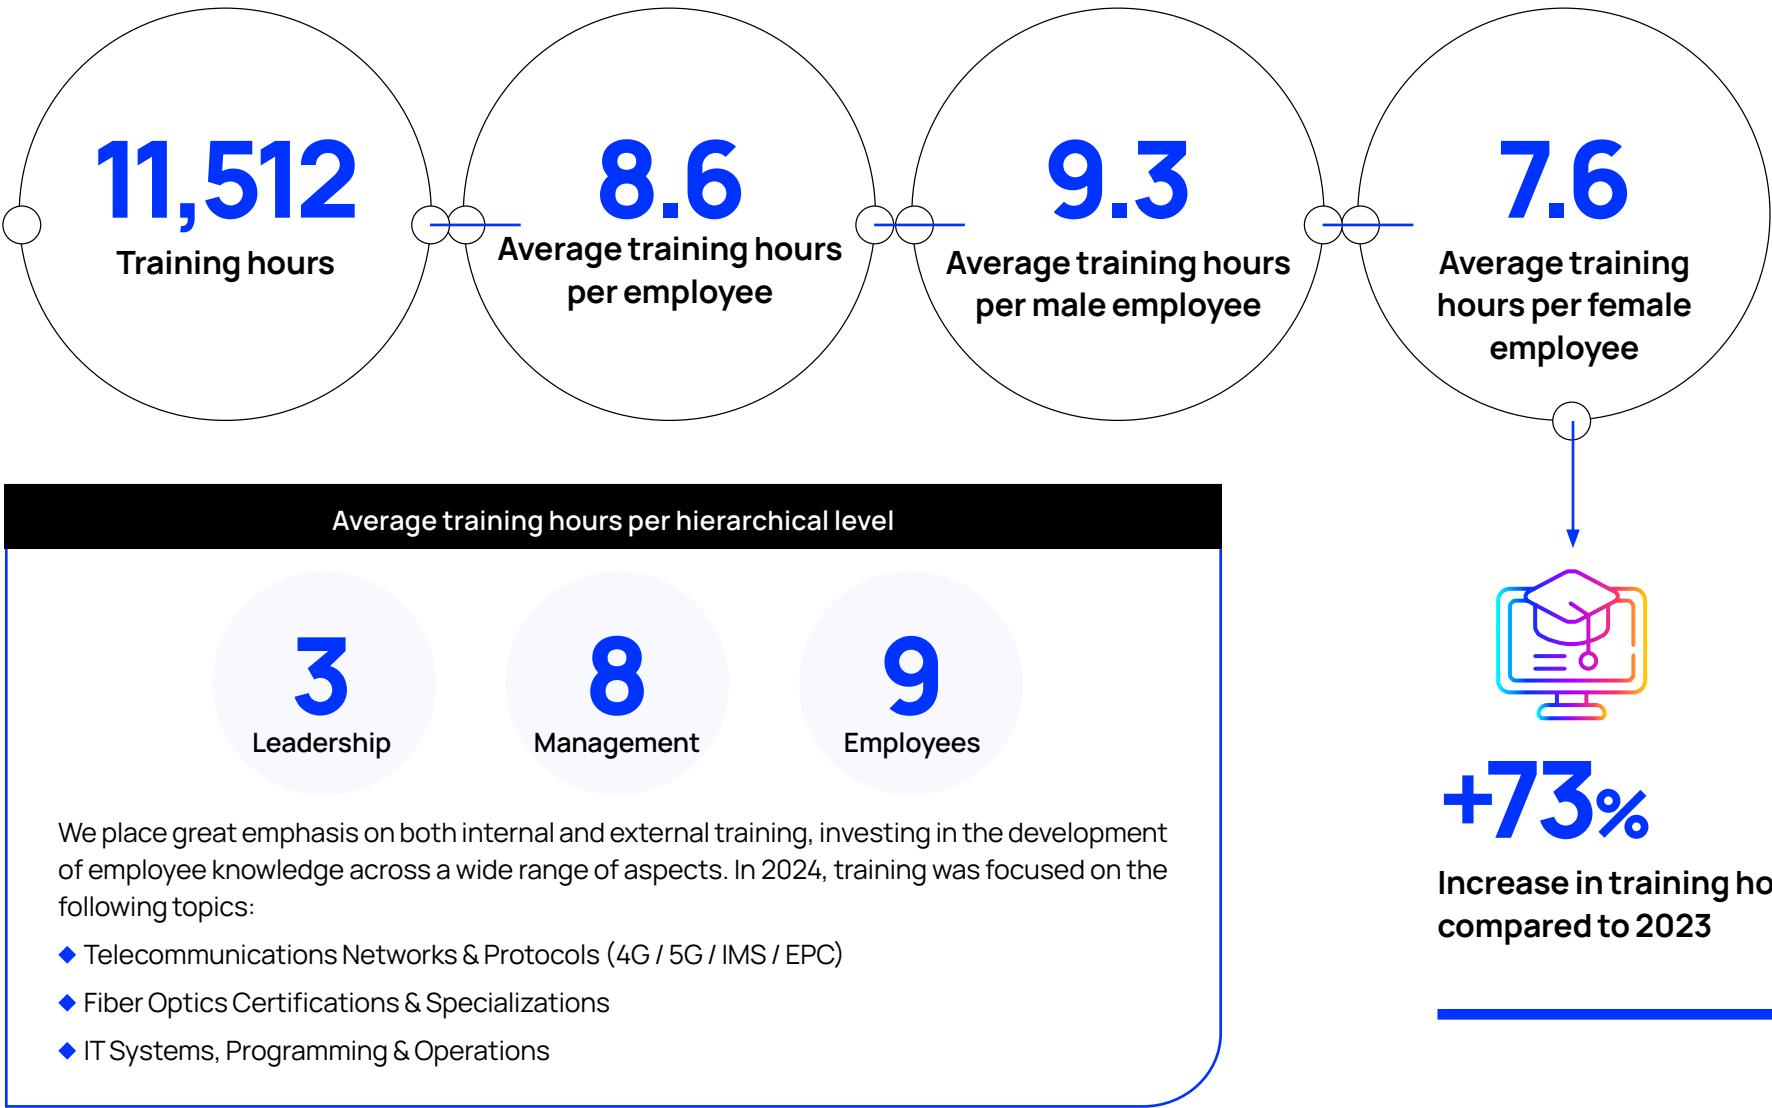 11,512
Training hours
8.6
Average training hours
per employee
9.3
Average training hours
per male employee
7.6
Average training
hours per female
employee
Average training hours per hierarchical level
3
Leadership
8
Management
9
Employees
We place great emphasis on both internal and external training, investing in the development
of employee knowledge across a wide range of aspects. In 2024, training was focused on the
following topics:
Telecommunications Networks & Protocols (4G / 5G / IMS / EPC)
Fiber Optics Certifications & Specializations
IT Systems, Programming & Operations
+73%
Increase in training ho
compared to 2023